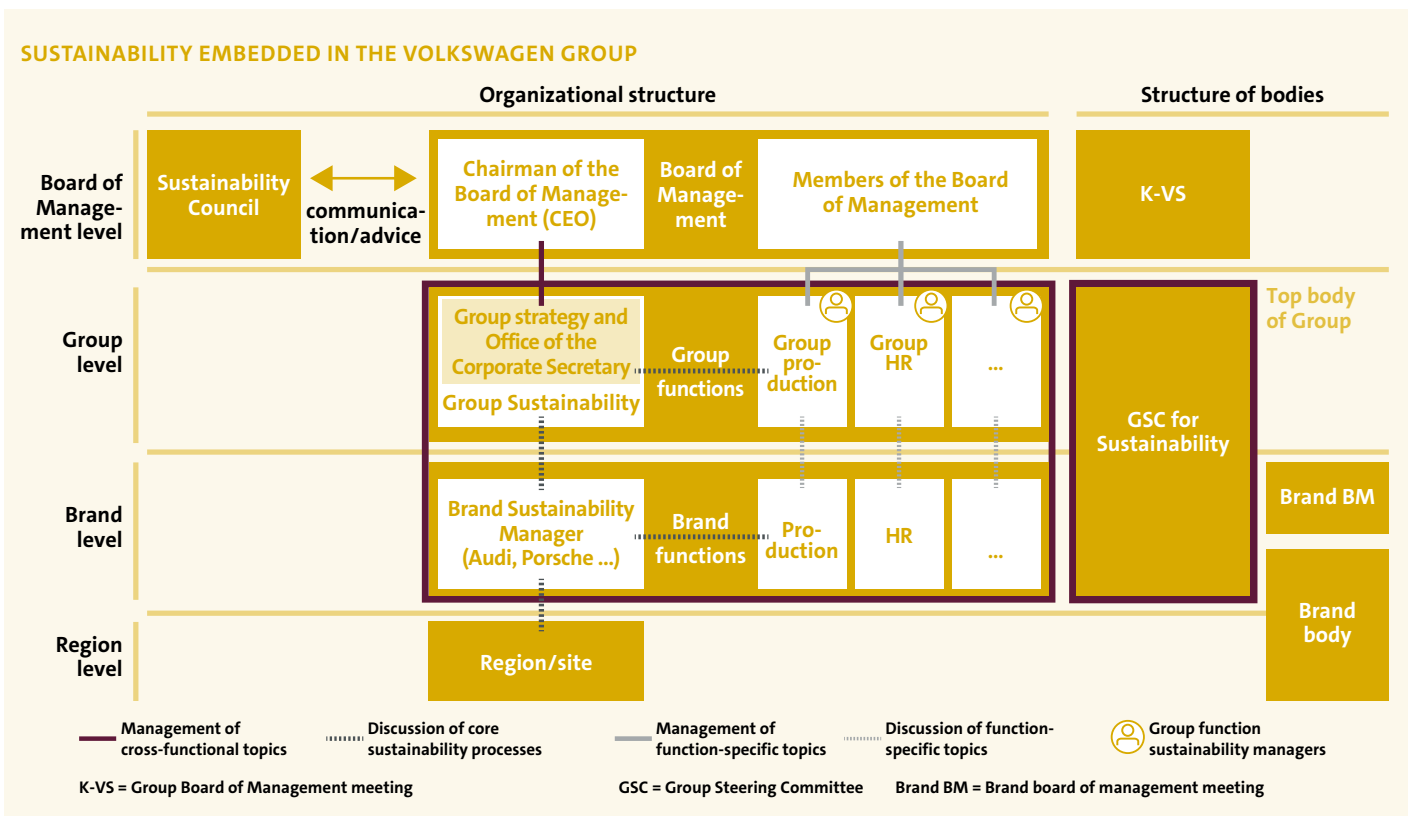 SUSTAINABILITY EMBEDDED IN THE VOLKSWAGEN GROUP
Organizational structure
Structure of bodies
Board of
Manage-
ment level
Sustainability
Council
communica-
tion/advice
Chairman of the
Board of Manage-
ment (CEO)
Board of
Manage-
ment
Members of the Board
of Management
K-VS
Group
level
Group strategy and
Office of the
Corporate Secretary
Group Sustainability
Group
functions
Group
pro-
duction
Group
HR
...
GSC for
Sustainability
Top body
of Group
Brand
level
Brand Sustainability
Manager
(Audi, Porsche ...)
Brand
functions
Pro-
duction
HR
...
Brand BM
Brand
body
Region
level
Region/site
Management of
cross-functional topics
Discussion of core
sustainability processes
Management of
function-specific topics
Discussion of function-
specific topics
Group function
sustainability managers
K-VS = Group Board of Management meeting
GSC = Group Steering Committee
Brand BM = Brand board of management meeting